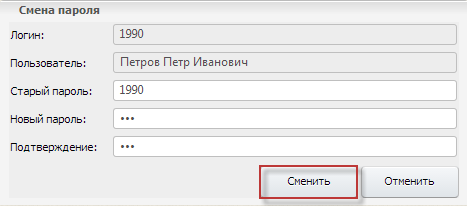 Смена пароля
Логин: 1990
Пользователь: Петров Петр Иванович
Старый пароль: 1990
Новый пароль: •••
Подтверждение: •••
Сменить Отменить